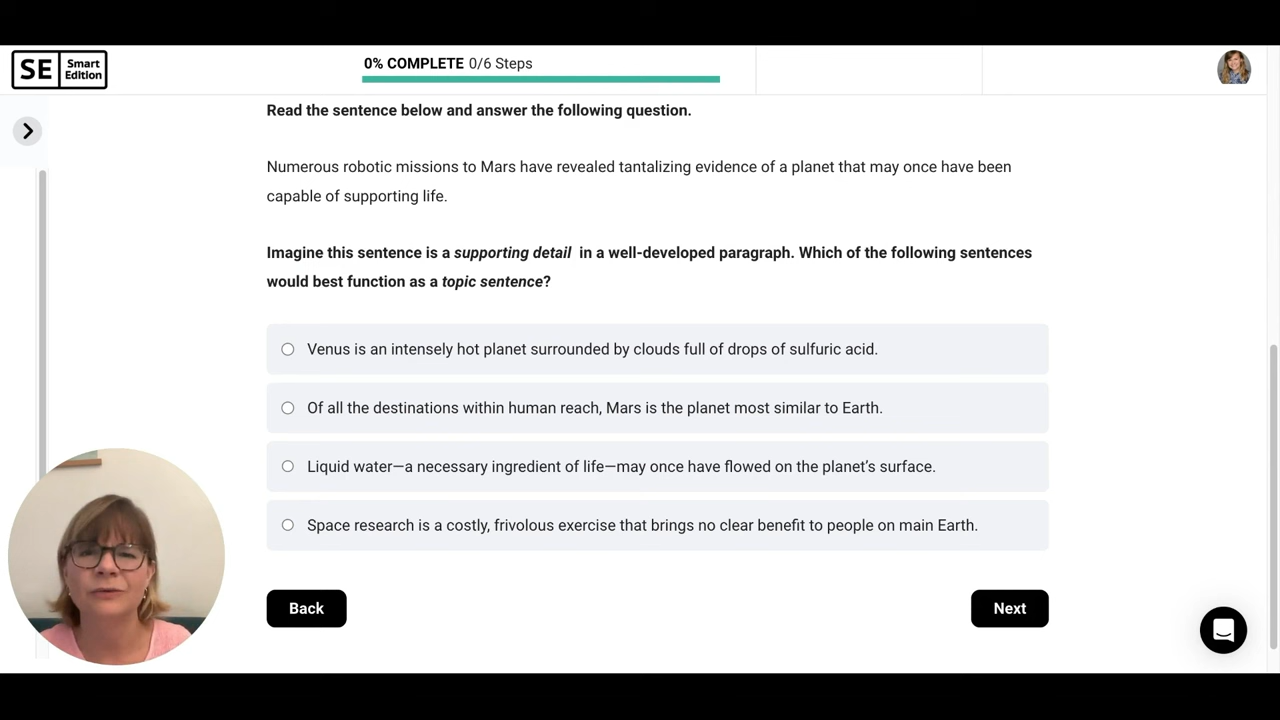 SE Smart Edition
0% COMPLETE 0/6 Steps
Read the sentence below and answer the following question.
Numerous robotic missions to Mars have revealed tantalizing evidence of a planet that may once have been
capable of supporting life.
Imagine this sentence is a supporting detail in a well-developed paragraph. Which of the following sentences
would best function as a topic sentence?
Venus is an intensely hot planet surrounded by clouds full of drops of sulfuric acid.
Of all the destinations within human reach, Mars is the planet most similar to Earth.
Liquid water—a necessary ingredient of life—may once have flowed on the planet's surface.
Space research is a costly, frivolous exercise that brings no clear benefit to people on main Earth.
Back
Next